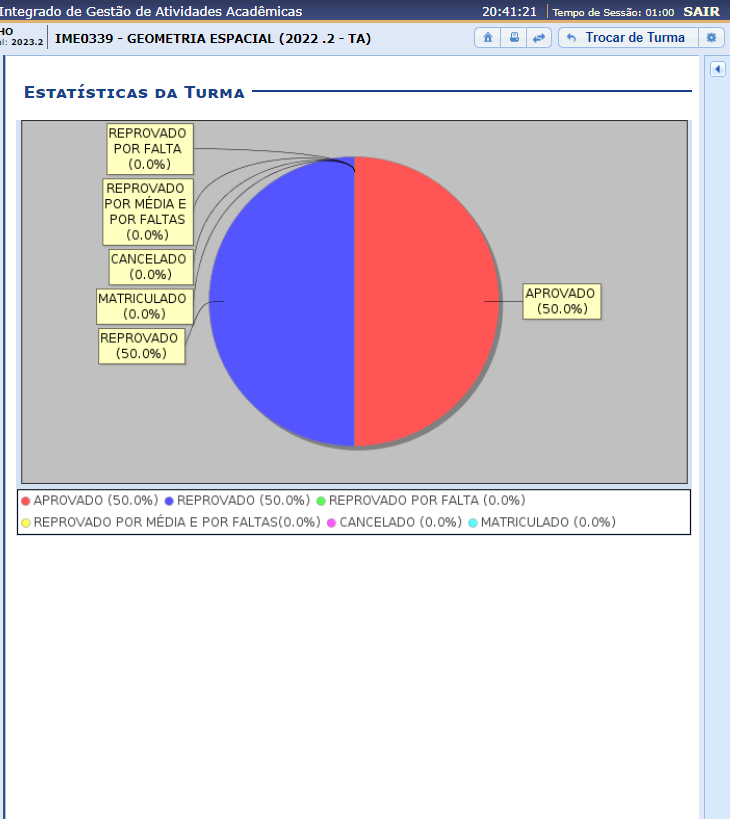 Integrado de Gestão de Atividades Acadêmicas 20:41:21 Tempo de Sessão: 01:00 SAIR
HO
el: 2023.2
IME0339 - GEOMETRIA ESPACIAL (2022 .2 - TA)
Trocar de Turma
ESTATÍSTICAS DA TURMA
REPROVADO
POR FALTA
(0.0%)
REPROVADO
POR MÉDIA E
POR FALTAS
(0.0%)
CANCELADO
(0.0%)
MATRICULADO
(0.0%)
REPROVADO
(50.0%)
APROVADO
(50.0%)
APROVADO (50.0%) REPROVADO (50.0%) REPROVADO POR FALTA (0.0%)
REPROVADO POR MÉDIA E POR FALTAS(0.0%) CANCELADO (0.0%) MATRICULADO (0.0%)